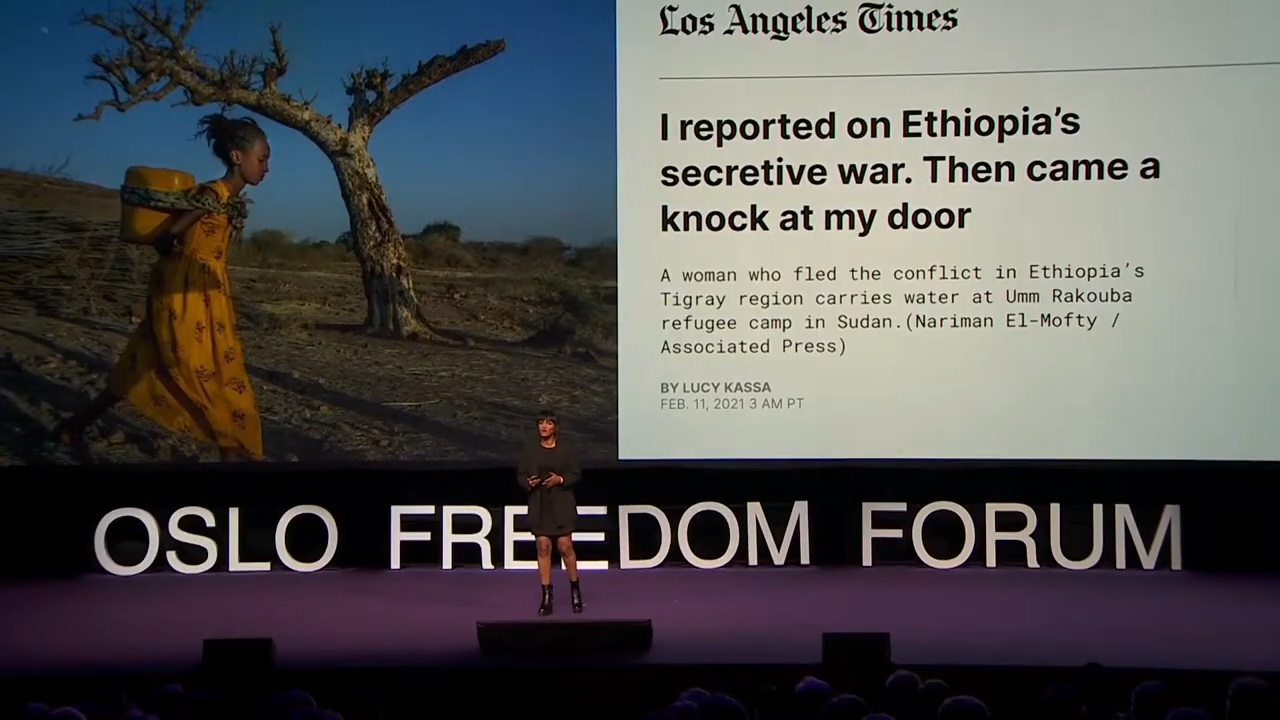 Los Angeles Times
I reported on Ethiopia’s
secretive war. Then came a
knock at my door
A woman who fled the conflict in Ethiopia’s
Tigray region carries water at Umm Rakouba
refugee camp in Sudan.(Nariman El-Mofty /
Associated Press)
BY LUCY KASSA
FEB. 11, 2021 3 AM PT
OSLO FREEDOM FORUM